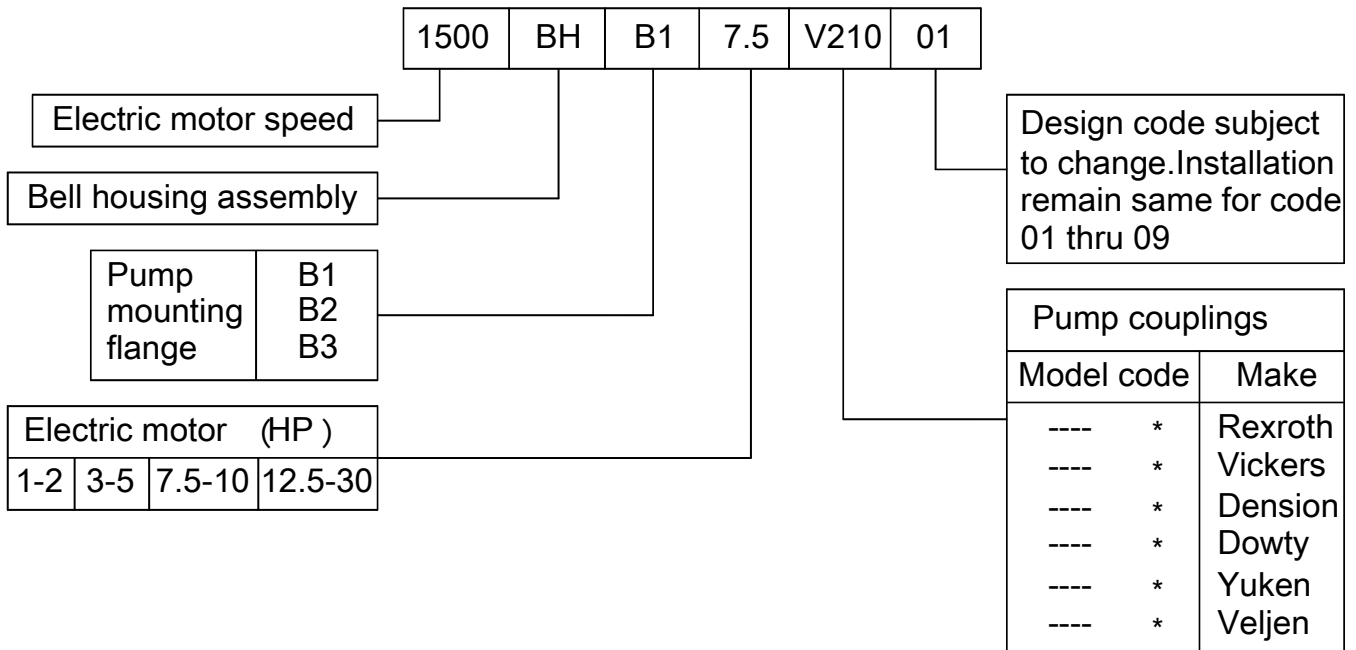 1500 BH B1 7.5 V210 01
Electric motor speed
Bell housing assembly
Pump mounting flange
B1
B2
B3
Electric motor (HP )
1-2 3-5 7.5-10 12.5-30
Design code subject
to change.Installation
remain same for code
01 thru 09
Pump couplings
Model code Make
---- * Rexroth
---- * Vickers
---- * Dension
---- * Dowty
---- * Yuken
---- * Veljen